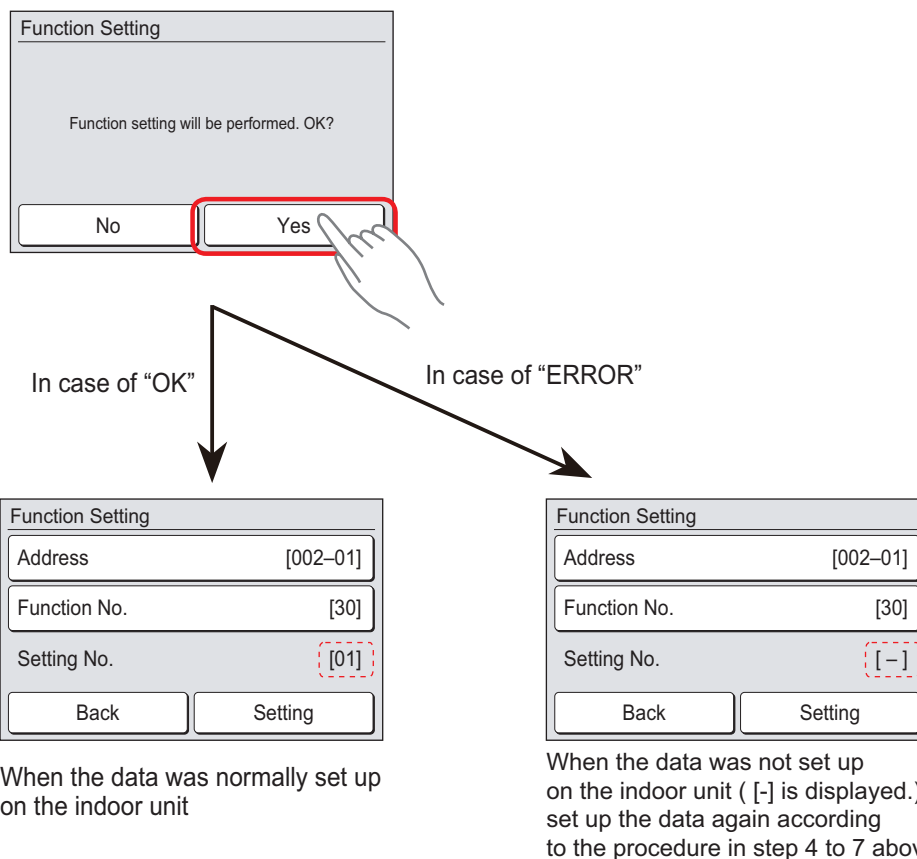 Function Setting
Function setting will be performed. OK?
No
Yes
In case of “OK”
In case of “ERROR”
Function Setting
Address [002–01]
Function No. [30]
Setting No. [01]
Back Setting
When the data was normally set up
on the indoor unit
Function Setting
Address [002–01]
Function No. [30]
Setting No. [ – ]
Back Setting
When the data was not set up
on the indoor unit ( [-] is displayed.)
set up the data again according
to the procedure in step 4 to 7